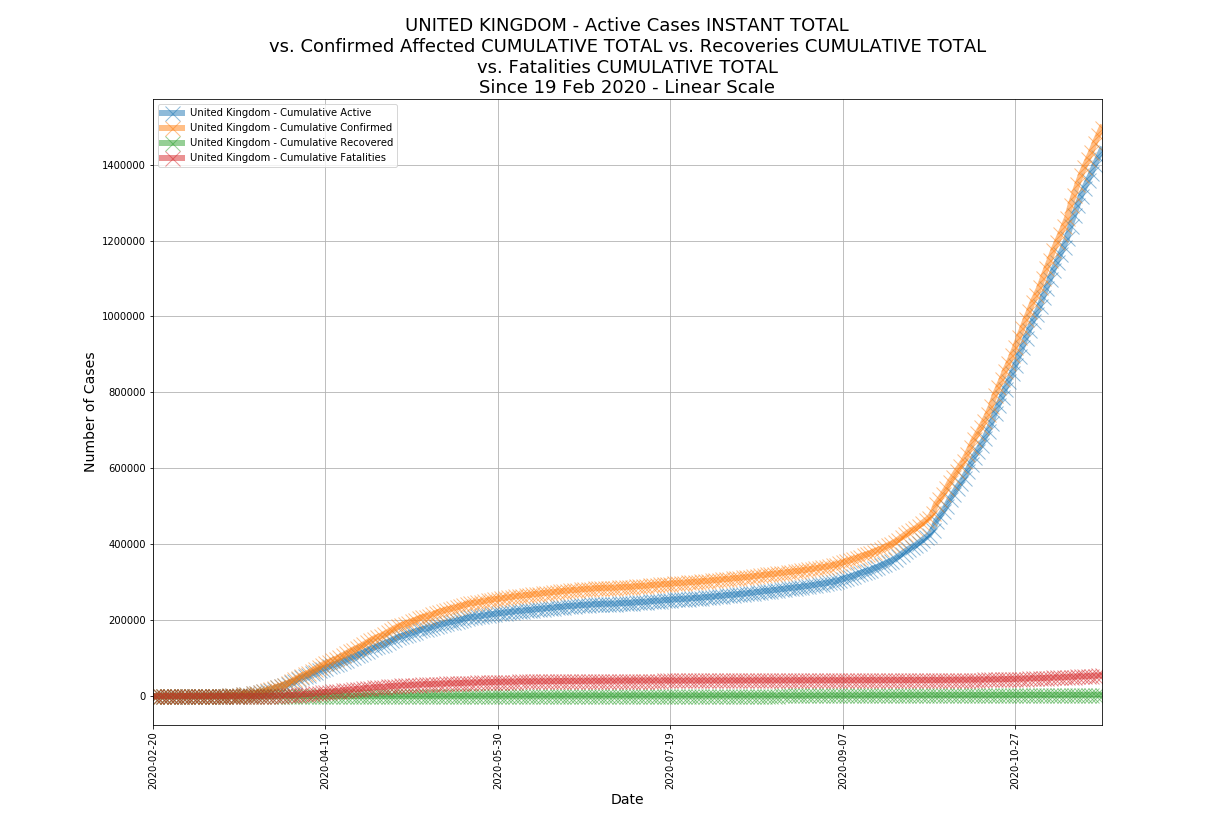 UNITED KINGDOM - Active Cases INSTANT TOTAL
vs. Confirmed Affected CUMULATIVE TOTAL vs. Recoveries CUMULATIVE TOTAL
vs. Fatalities CUMULATIVE TOTAL
Since 19 Feb 2020 - Linear Scale
United Kingdom - Cumulative Active
United Kingdom - Cumulative Confirmed
United Kingdom - Cumulative Recovered
United Kingdom - Cumulative Fatalities
Number of Cases
1400000
1200000
1000000
800000
600000
400000
200000
0
2020-02-20
2020-04-10
2020-05-30
2020-07-19
2020-09-07
2020-10-27
Date